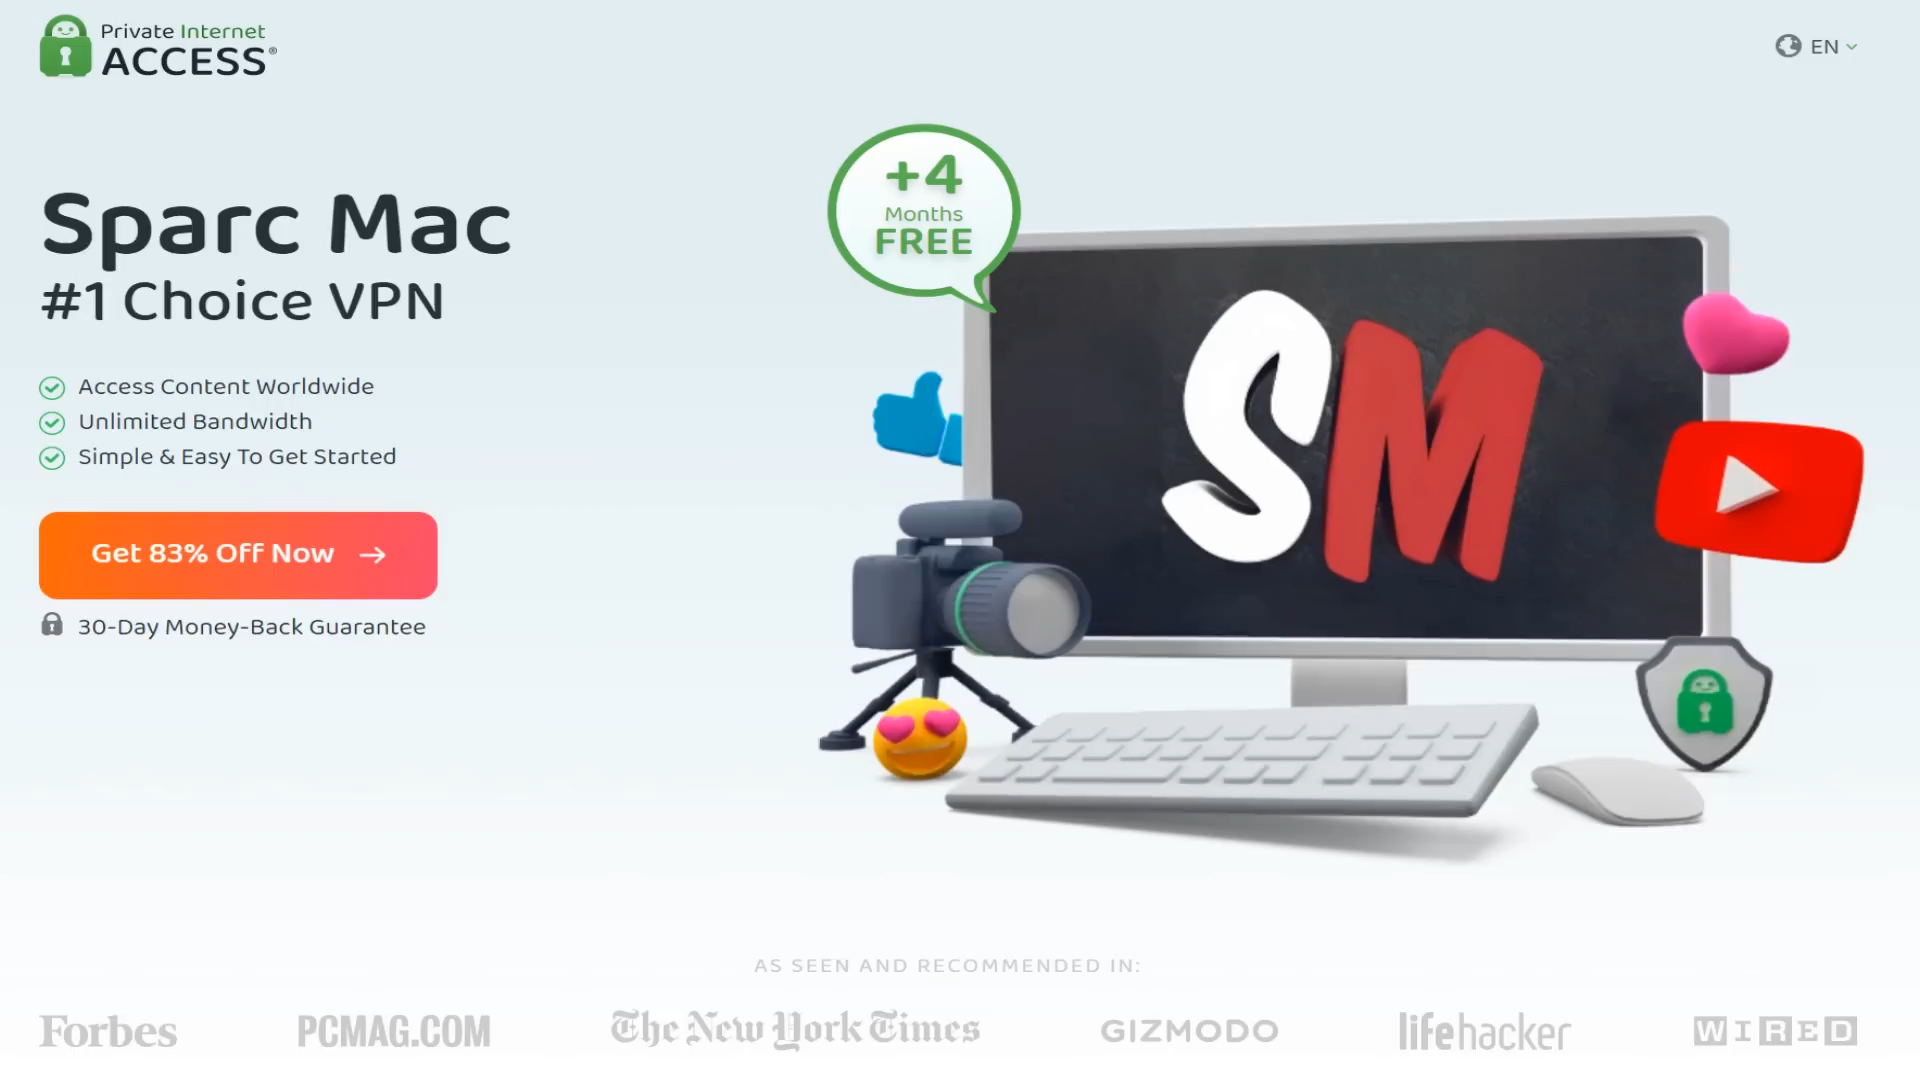 Private Internet
ACCESS®
EN
+4
Months
FREE
Sparc Mac
#1 Choice VPN
Access Content Worldwide
Unlimited Bandwidth
Simple & Easy To Get Started
Get 83% Off Now
30-Day Money-Back Guarantee
SM
AS SEEN AND RECOMMENDED IN:
Forbes
PCMAG.COM
The New York Times
GIZMODO
lifehacker
WIRED